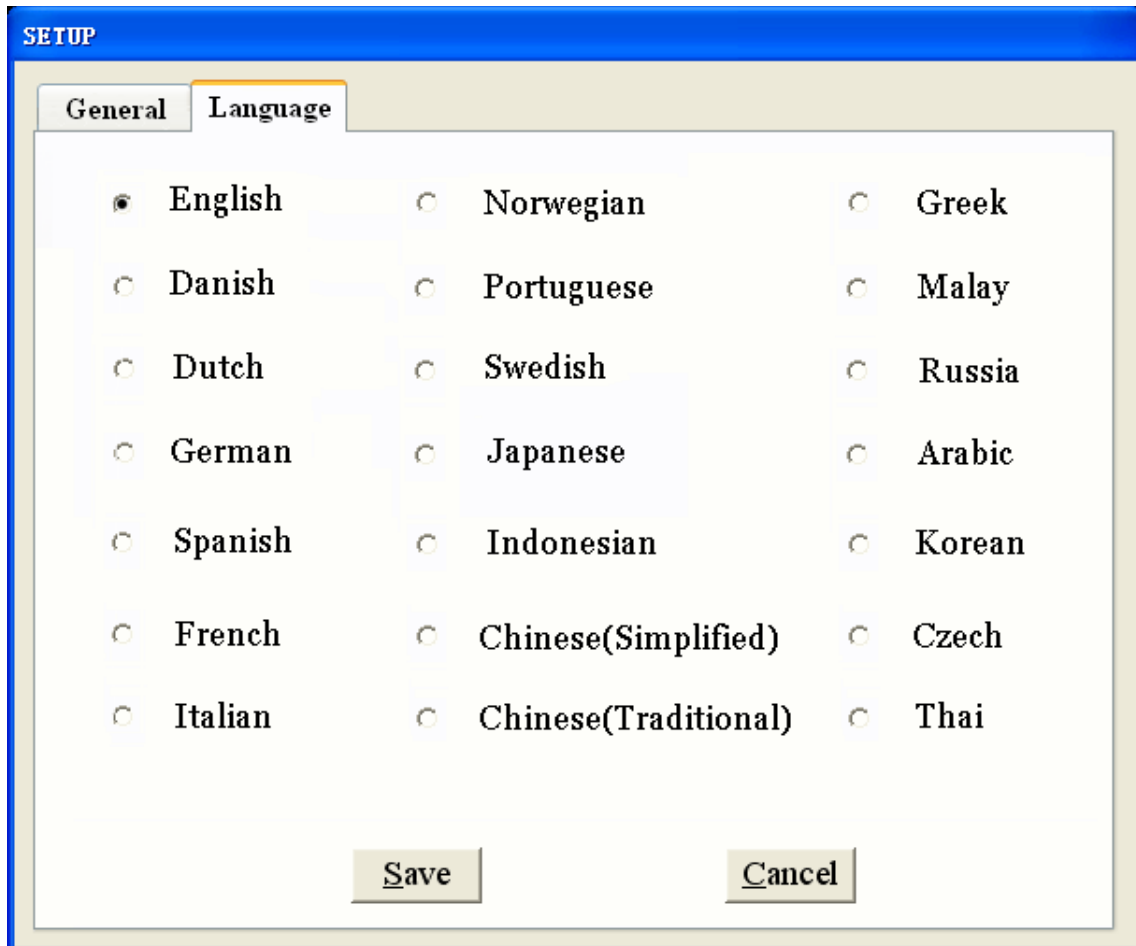 SETUP
General Language
English Norwegian Greek
Danish Portuguese Malay
Dutch Swedish Russia
German Japanese Arabic
Spanish Indonesian Korean
French Chinese(Simplified) Czech
Italian Chinese(Traditional) Thai
Save Cancel